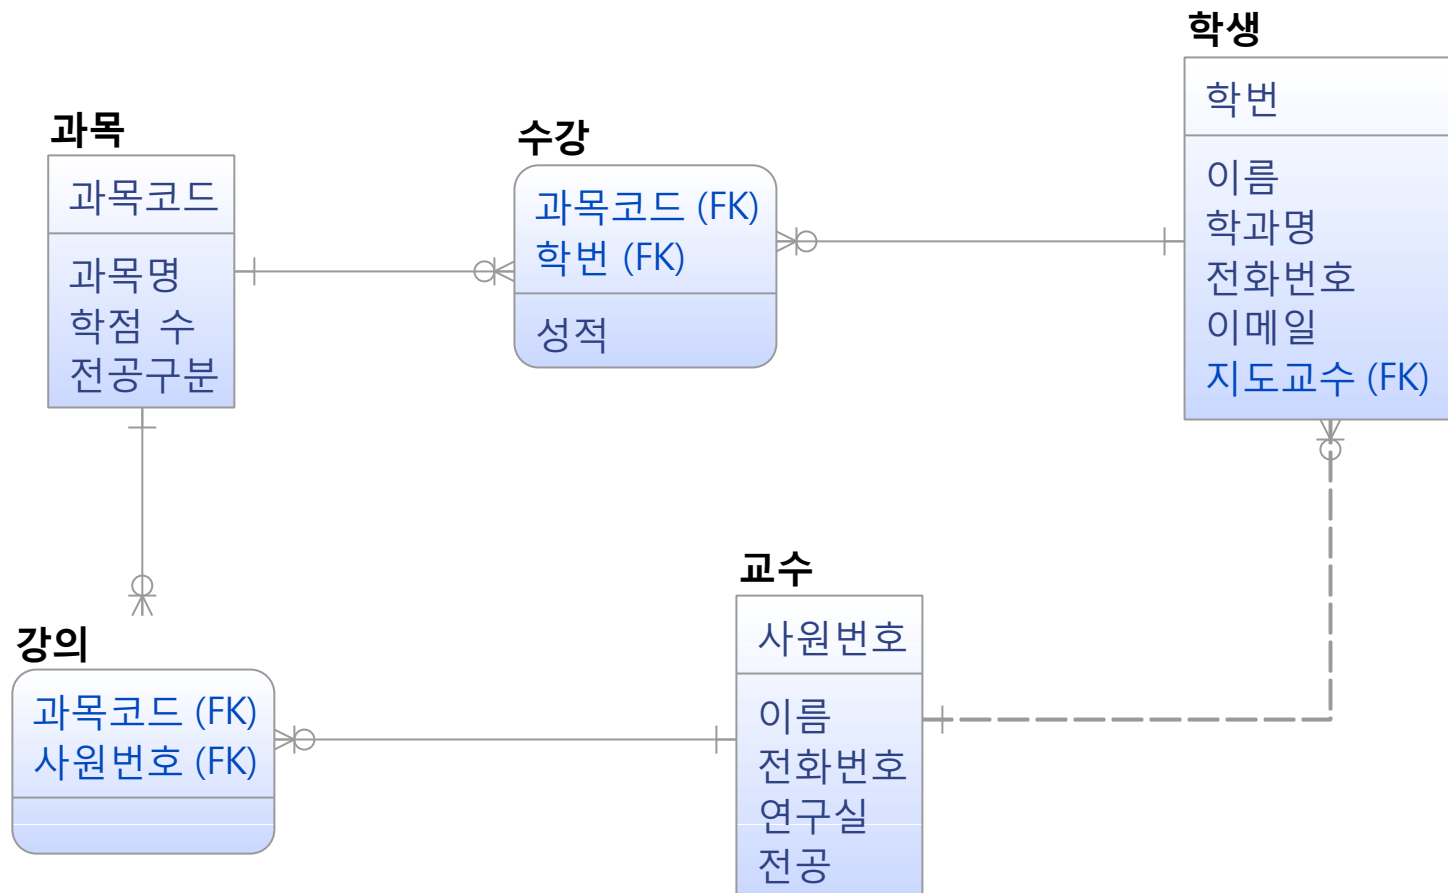 과목
과목코드
과목명
학점 수
전공구분
수강
과목코드 (FK)
학번 (FK)
성적
학생
학번
이름
학과명
전화번호
이메일
지도교수 (FK)
강의
과목코드 (FK)
사원번호 (FK)
교수
사원번호
이름
전화번호
연구실
전공